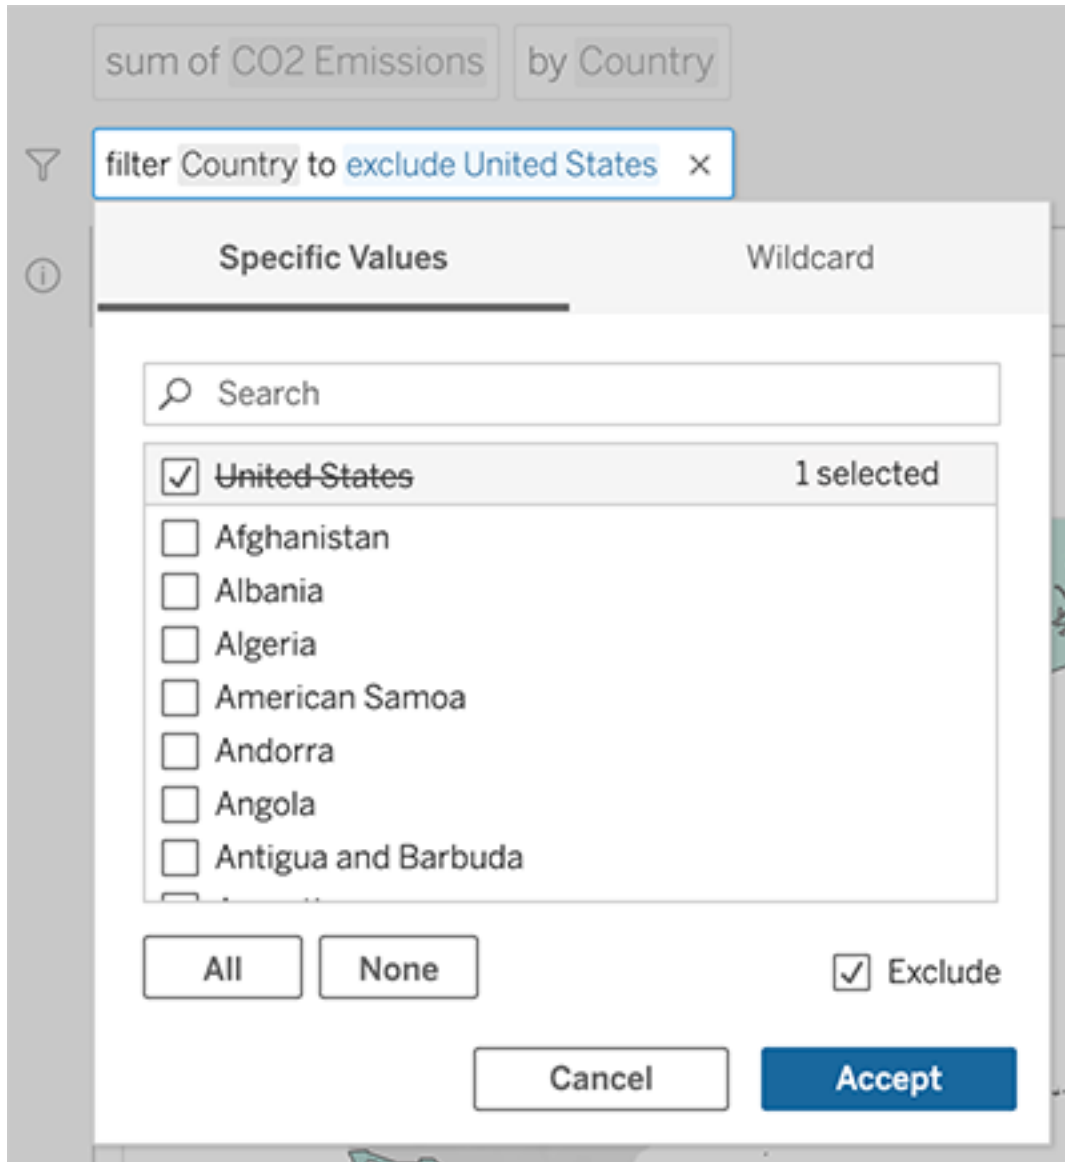 sum of CO2 Emissions by Country
filter Country to exclude United States ×
Specific Values Wildcard
Search
United States 1 selected
Afghanistan
Albania
Algeria
American Samoa
Andorra
Angola
Antigua and Barbuda
All None Exclude
Cancel Accept